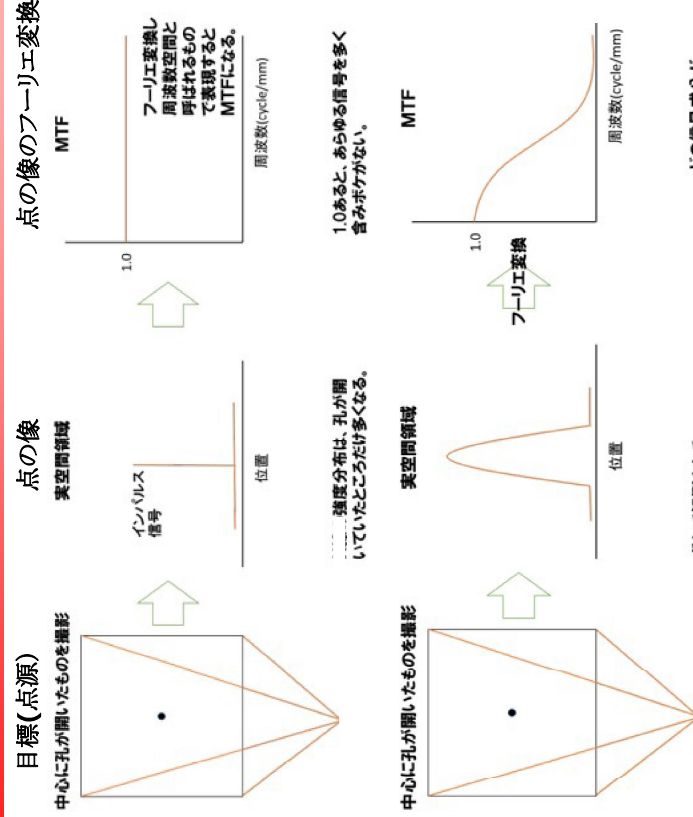 目標(点源)
点の像
点の像のフーリエ変換
中心に孔が開いたものを撮影
実空間領域
インパルス
信号
位置
MTF
1.0
フーリエ変換し
周波数空間と
呼ばれるもの
で表現すると
MTFになる。
周波数(cycle/mm)
強度分布は、孔が開
いていたところだけ多くなる。
1.0あると、あらゆる信号を多く
含みボケがない。
中心に孔が開いたものを撮影
実空間領域
位置
フーリエ変換
MTF
1.0
周波数(cycle/mm)